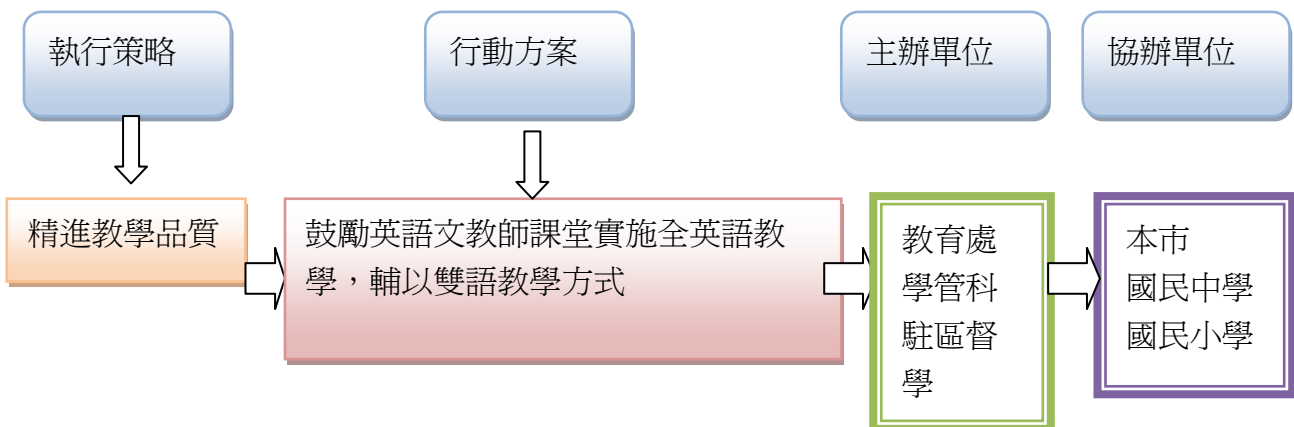 執行策略
行動方案
主辦單位
協辦單位
精進教學品質
鼓勵英語文教師課堂實施全英語教
學，輔以雙語教學方式
教育處
學管科
駐區督
學
本市
國民中學
國民小學